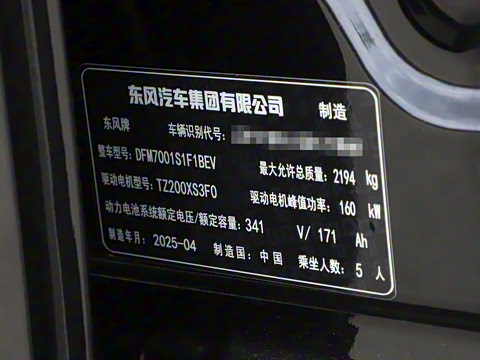 东风汽车集团有限公司 制造
东风牌 车辆识别代号:
整车型号: DFM7001S1F1BEV 最大允许总质量: 2194 kg
驱动电机型号: TZ200XS3F0 驱动电机峰值功率: 160 kW
动力电池系统额定电压/额定容量: 341 V/ 171 Ah
制造年月: 2025-04 制造国: 中国 乘坐人数: 5 人